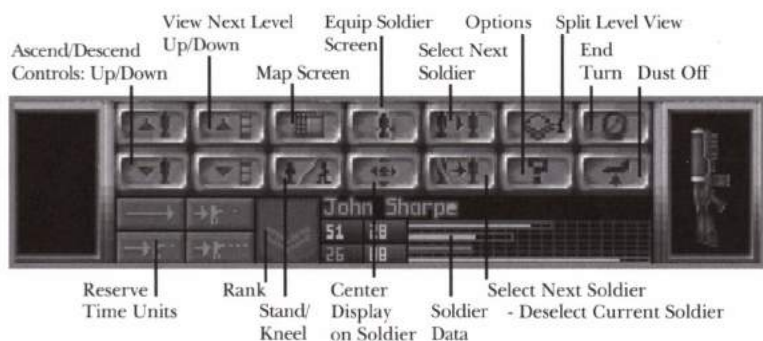 View Next Level
Up/Down
Equip Soldier
Screen
Options
Split Level View
Ascend/Descend
Controls: Up/Down
Map Screen
Select Next
Soldier
End
Turn
Dust Off
John Sharpe
51
26
Reserve
Time Units
Rank
Stand/
Kneel
Center
Display
on Soldier
Soldier
Data
Select Next Soldier
- Deselect Current Soldier